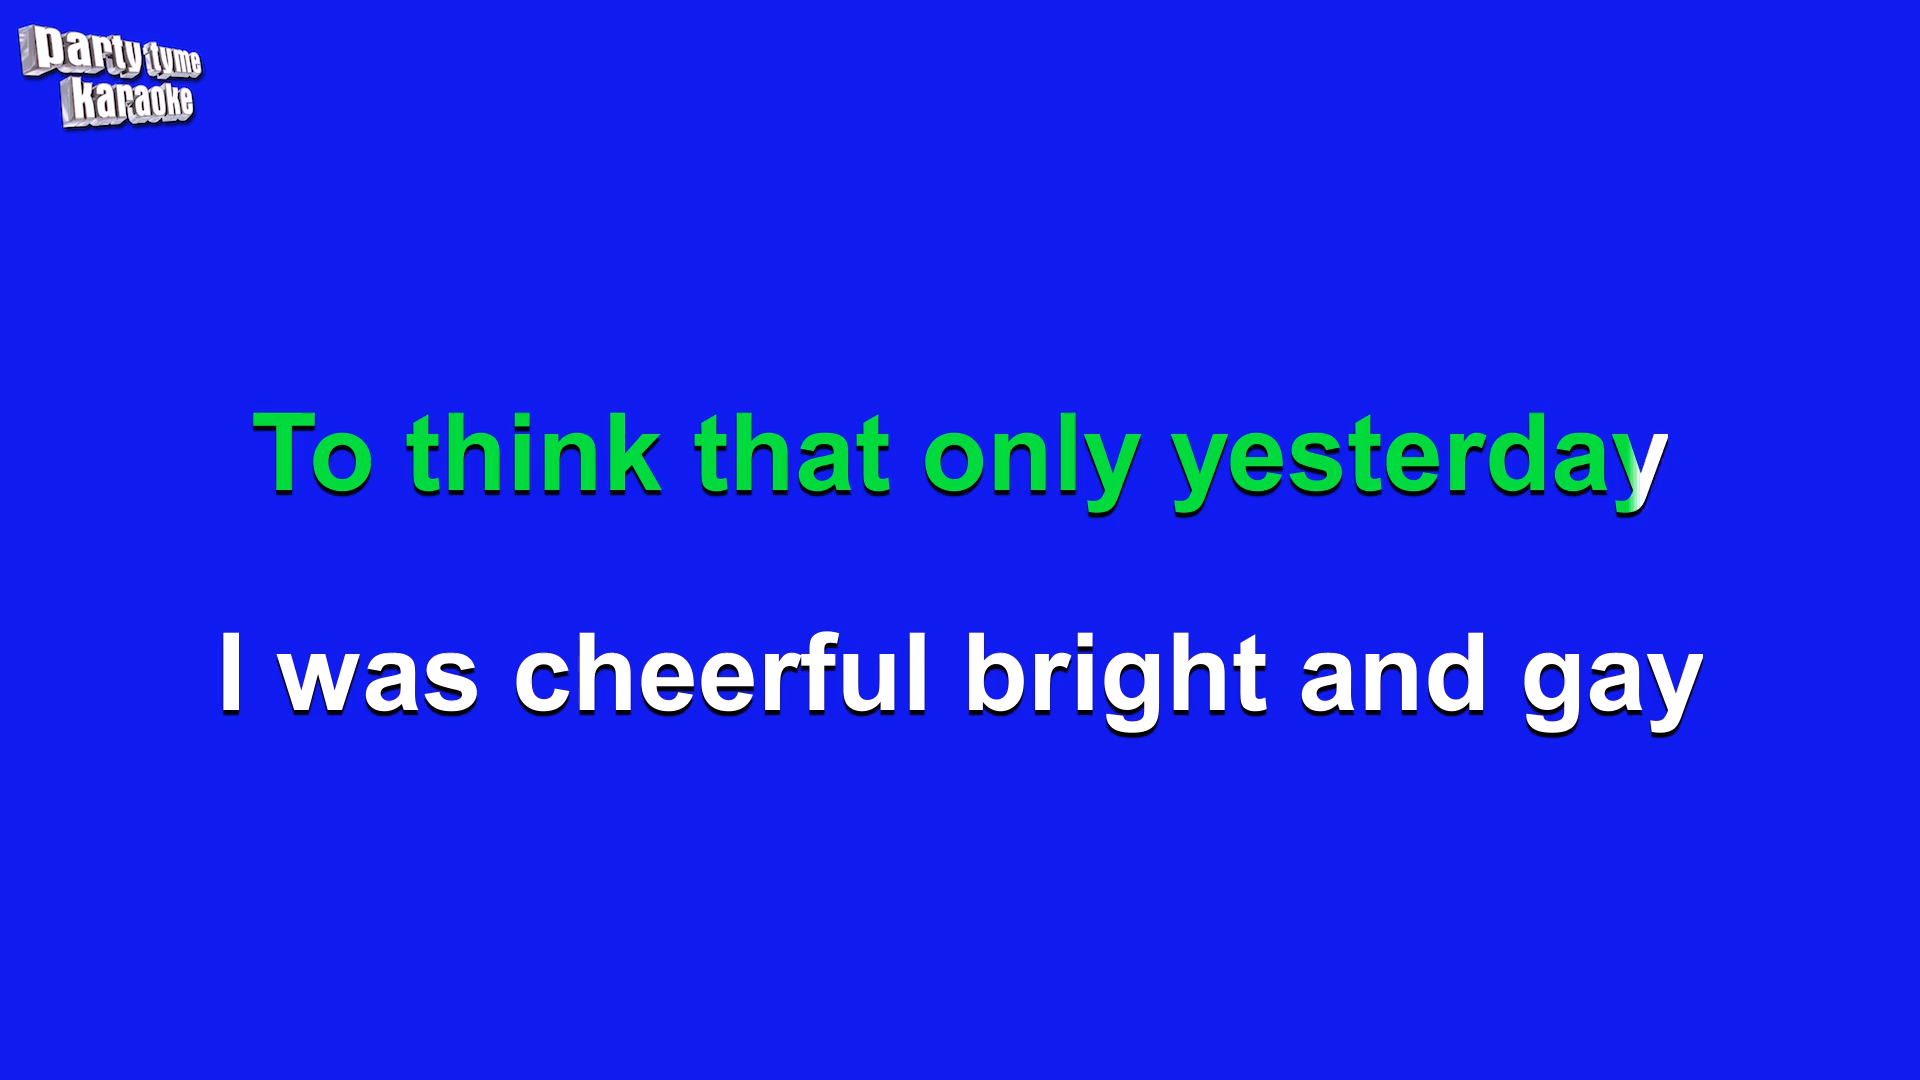 party tyme
karaoke
To think that only yesterday
I was cheerful bright and gay